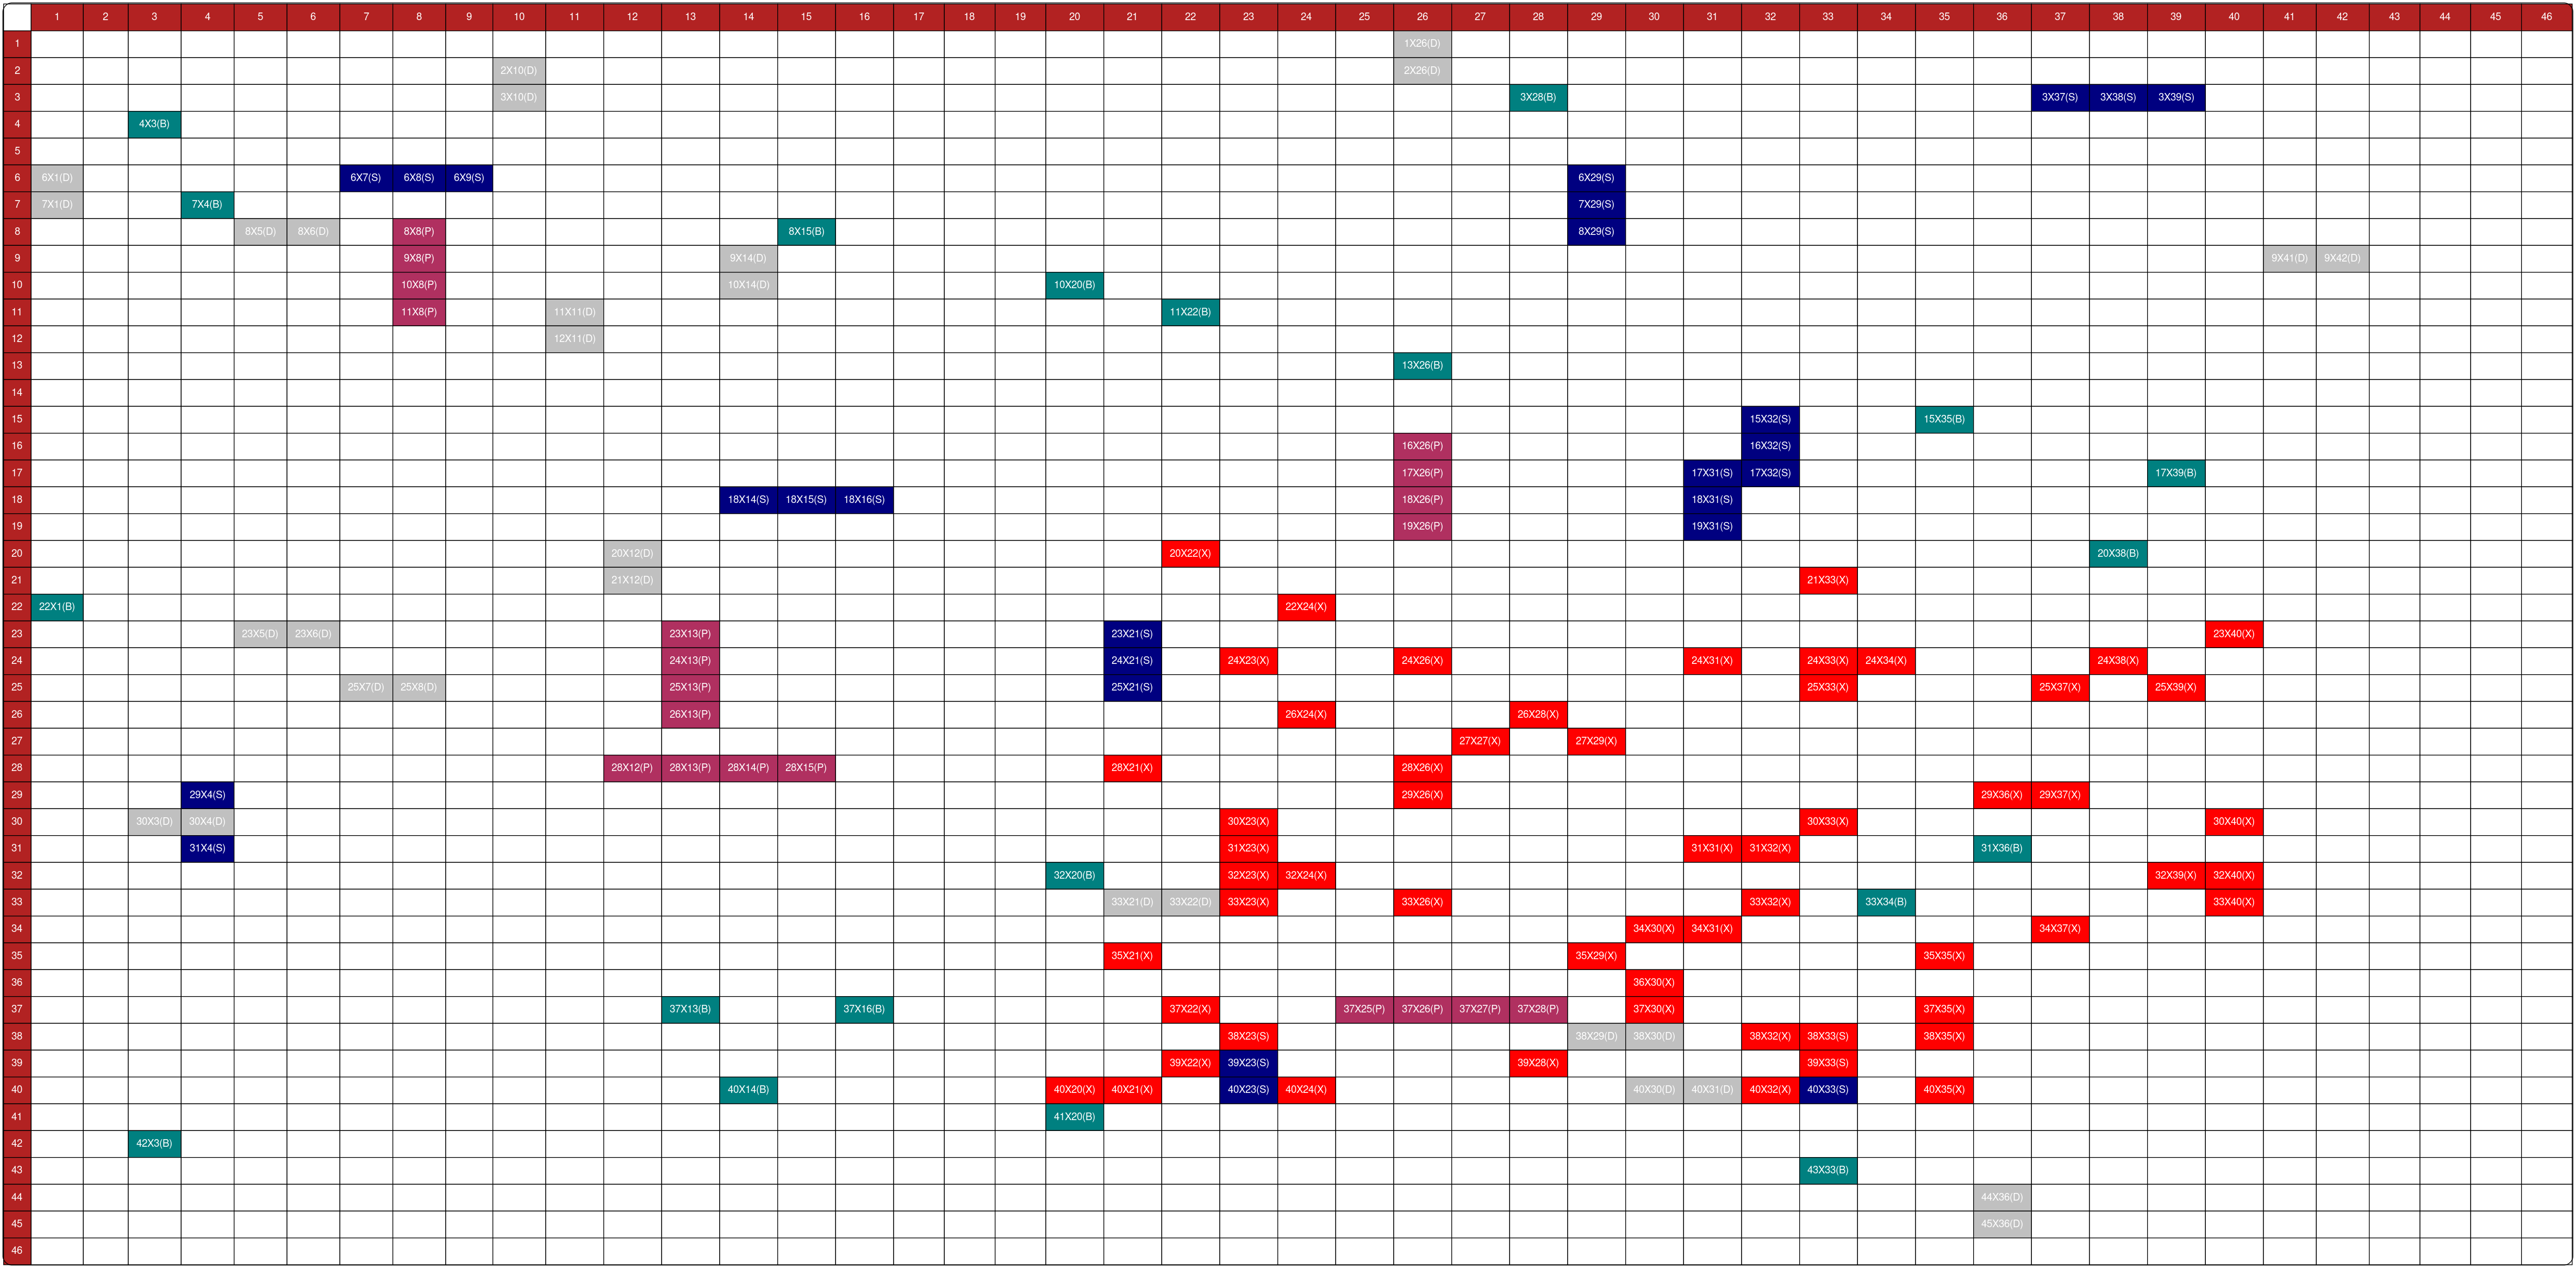 1 2 3 4 5 6 7 8 9 10 11 12 13 14 15 16 17 18 19 20 21 22 23 24 25 26 27 28 29 30 31 32 33 34 35 36 37 38 39 40 41 42 43 44 45 46
1 1X26(D)
2 2X10(D) 2X26(D)
3 3X10(D) 3X28(B) 3X37(S) 3X38(S) 3X39(S)
4 4X3(B)
5
6 6X1(D) 6X7(S) 6X8(S) 6X9(S) 6X29(S)
7 7X1(D) 7X4(B) 7X29(S)
8 8X5(D) 8X6(D) 8X8(P) 8X15(B) 8X29(S)
9 9X8(P) 9X14(D) 9X41(D) 9X42(D)
10 10X8(P) 10X14(D) 10X20(B)
11 11X8(P) 11X11(D) 11X22(B)
12 12X11(D)
13 13X26(B)
14
15 15X32(S) 15X35(B)
16 16X26(P) 16X32(S)
17 17X26(P) 17X31(S) 17X32(S) 17X39(B)
18 18X14(S) 18X15(S) 18X16(S) 18X26(P) 18X31(S)
19 19X26(P) 19X31(S)
20 20X12(D) 20X22(X) 20X38(B)
21 21X12(D) 21X33(X)
22 22X1(B) 22X24(X)
23 23X5(D) 23X6(D) 23X13(P) 23X21(S) 23X40(X)
24 24X13(P) 24X21(S) 24X23(X) 24X26(X) 24X31(X) 24X33(X) 24X34(X) 24X38(X)
25 25X7(D) 25X8(D) 25X13(P) 25X21(S) 25X33(X) 25X37(X) 25X39(X)
26 26X13(P) 26X24(X) 26X28(X)
27 27X27(X) 27X29(X)
28 28X12(P) 28X13(P) 28X14(P) 28X15(P) 28X21(X) 28X26(X)
29 29X4(S) 29X26(X) 29X36(X) 29X37(X)
30 30X3(D) 30X4(D) 30X23(X) 30X33(X) 30X40(X)
31 31X4(S) 31X23(X) 31X31(X) 31X32(X) 31X36(B)
32 32X20(B) 32X23(X) 32X24(X) 32X39(X) 32X40(X)
33 33X21(D) 33X22(D) 33X23(X) 33X26(X) 33X32(X) 33X34(B) 33X40(X)
34 34X30(X) 34X31(X) 34X37(X)
35 35X21(X) 35X29(X) 35X35(X)
36 36X30(X)
37 37X13(B) 37X16(B) 37X22(X) 37X25(P) 37X26(P) 37X27(P) 37X28(P) 37X30(X) 37X35(X)
38 38X23(S) 38X29(D) 38X30(D) 38X32(X) 38X33(S) 38X35(X)
39 39X22(X) 39X23(S) 39X28(X) 39X33(S)
40 40X14(B) 40X20(X) 40X21(X) 40X23(S) 40X24(X) 40X30(D) 40X31(D) 40X32(X) 40X33(S) 40X35(X)
41 41X20(B)
42 42X3(B)
43 43X33(B)
44 44X36(D)
45 45X36(D)
46